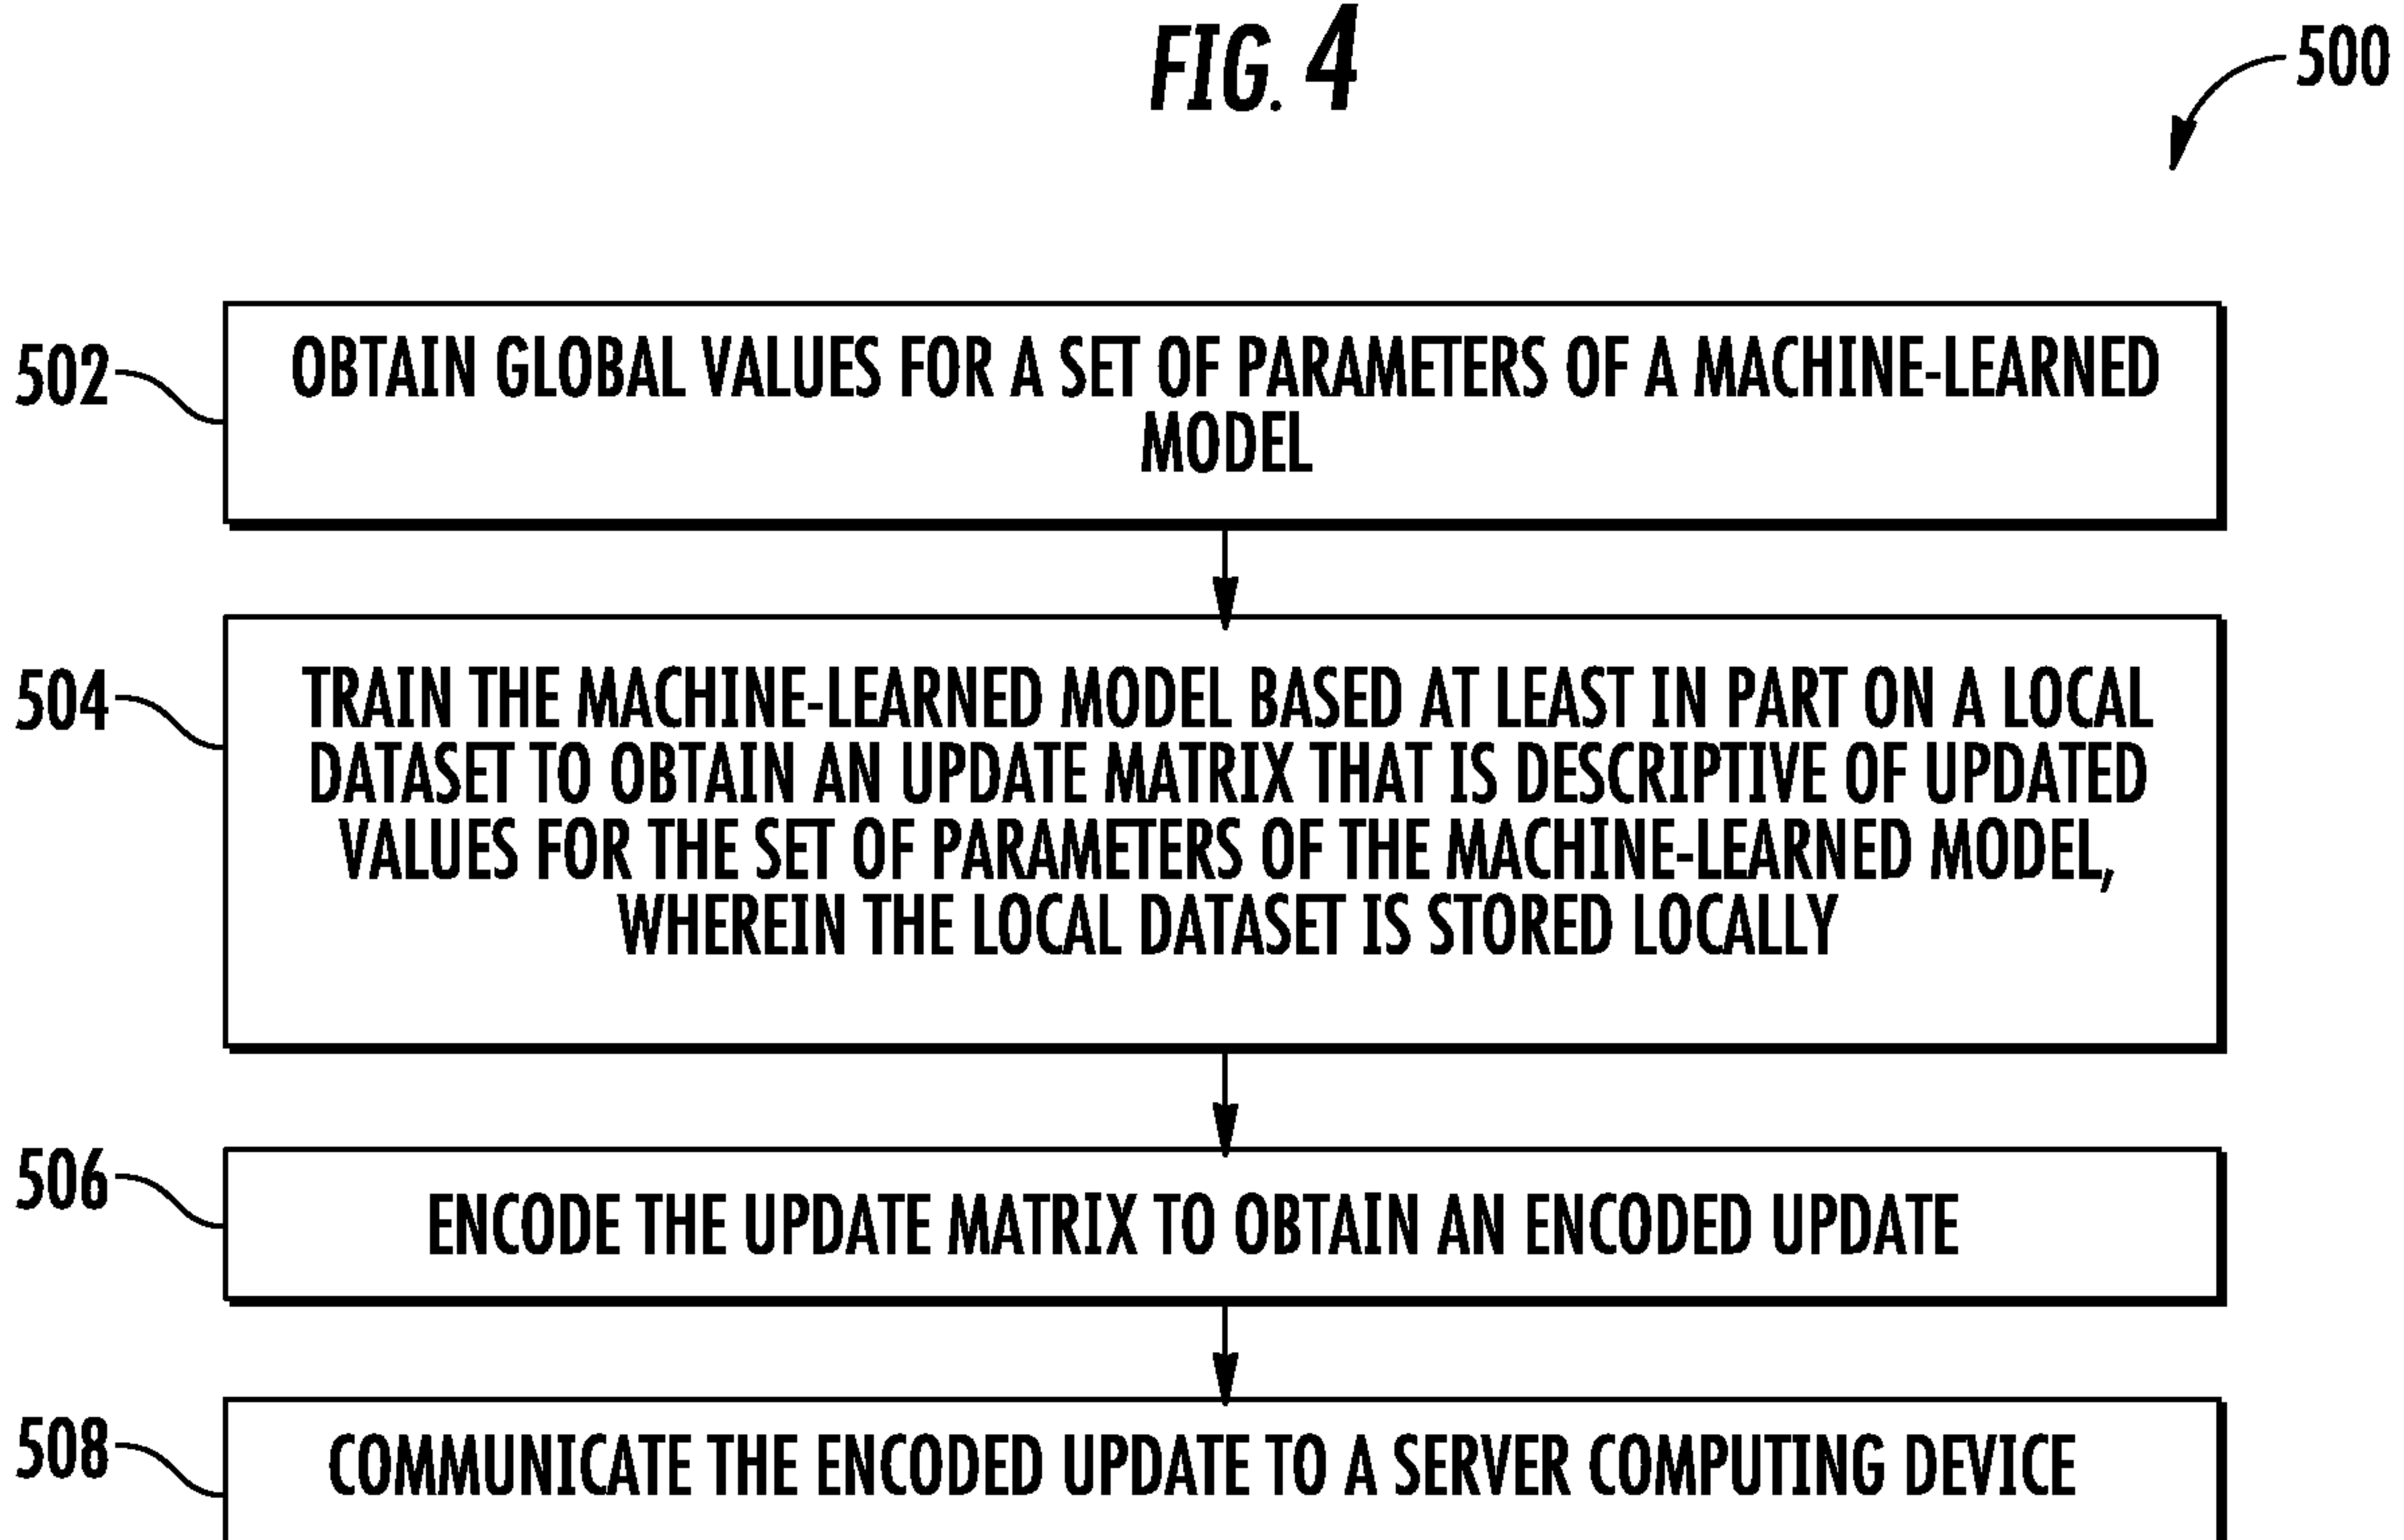 FIG. 4
500
502
OBTAIN GLOBAL VALUES FOR A SET OF PARAMETERS OF A MACHINE-LEARNED
MODEL
504
TRAIN THE MACHINE-LEARNED MODEL BASED AT LEAST IN PART ON A LOCAL
DATASET TO OBTAIN AN UPDATE MATRIX THAT IS DESCRIPTIVE OF UPDATED
VALUES FOR THE SET OF PARAMETERS OF THE MACHINE-LEARNED MODEL,
WHEREIN THE LOCAL DATASET IS STORED LOCALLY
506
ENCODE THE UPDATE MATRIX TO OBTAIN AN ENCODED UPDATE
508
COMMUNICATE THE ENCODED UPDATE TO A SERVER COMPUTING DEVICE